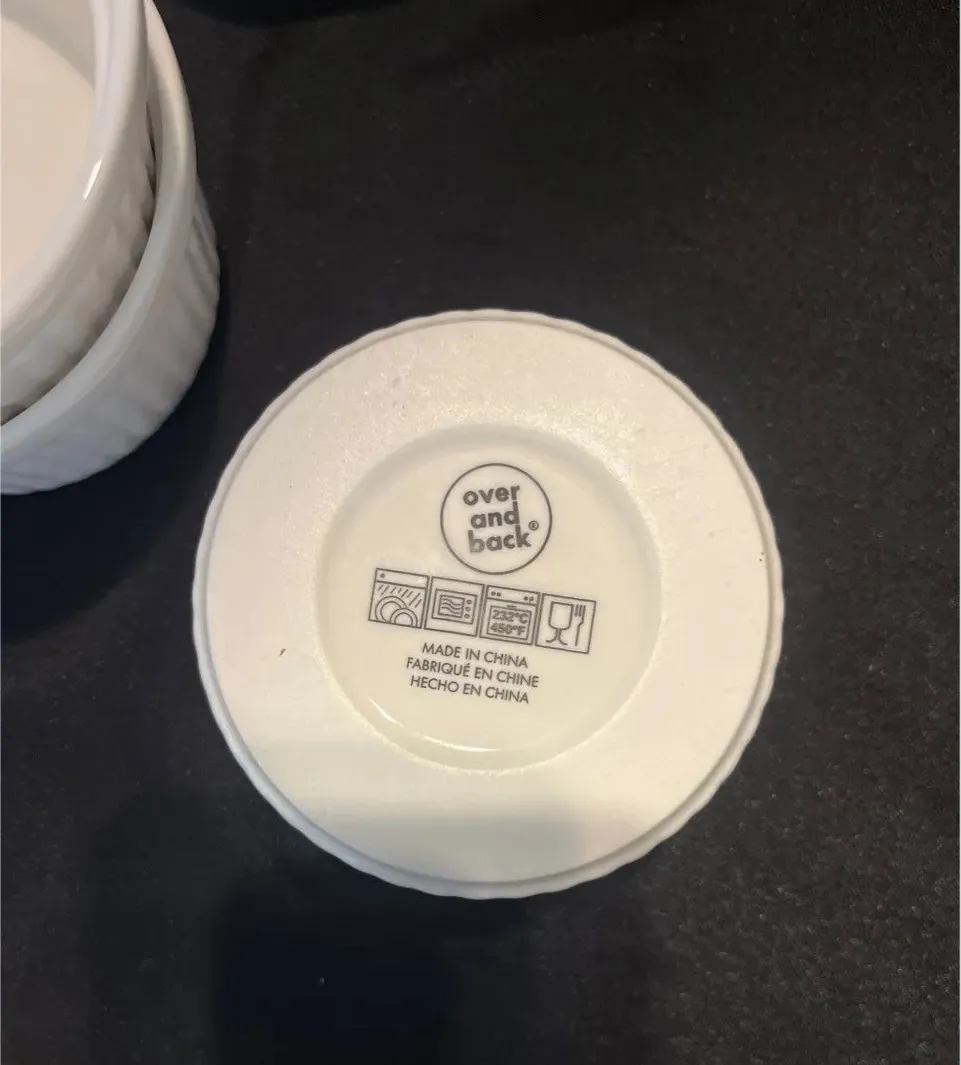 over
and
back®
232°C
450°F
MADE IN CHINA
FABRIQUÉ EN CHINE
HECHO EN CHINA